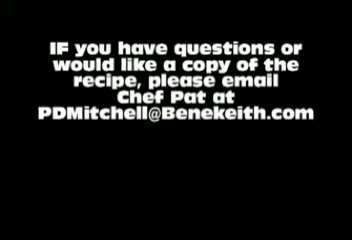 IF you have questions or
would like a copy of the
recipe, please email
Chef Pat at
PDMitchell@Benekeith.com